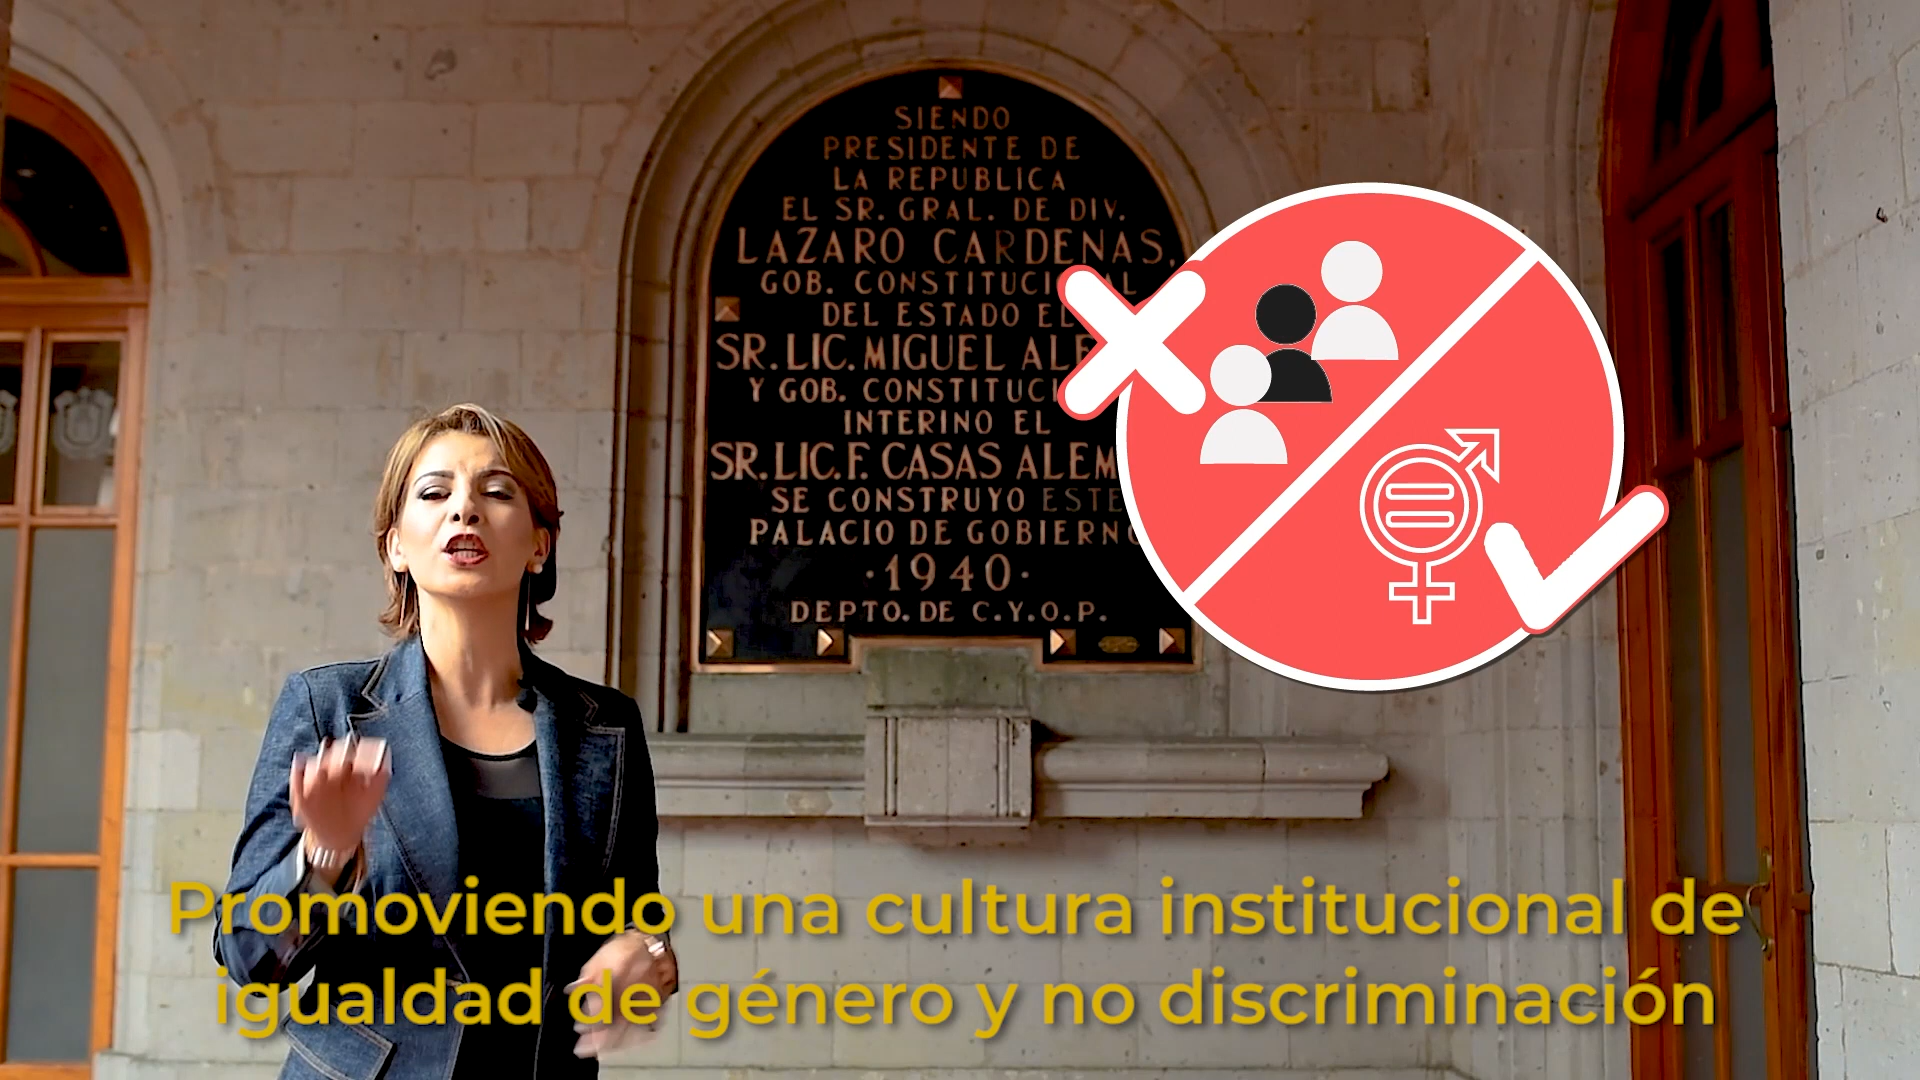 SIENDO
PRESIDENTE DE
LA REPUBLICA
EL SR. GRAL. DE DIV.
LAZARO CARDENAS,
GOB. CONSTITUCI AL
DEL ESTADO EL
SR. LIC. MIGUEL ALE
Y GOB. CONSTITUCI
INTERINO EL
SR. LIC. F. CASAS ALEM
SE CONSTRUYO ESTE
PALACIO DE GOBIERNO
·1940·
DEPTO. DE C.Y.O.P.
Promoviendo una cultura institucional de
igualdad de género y no discriminación